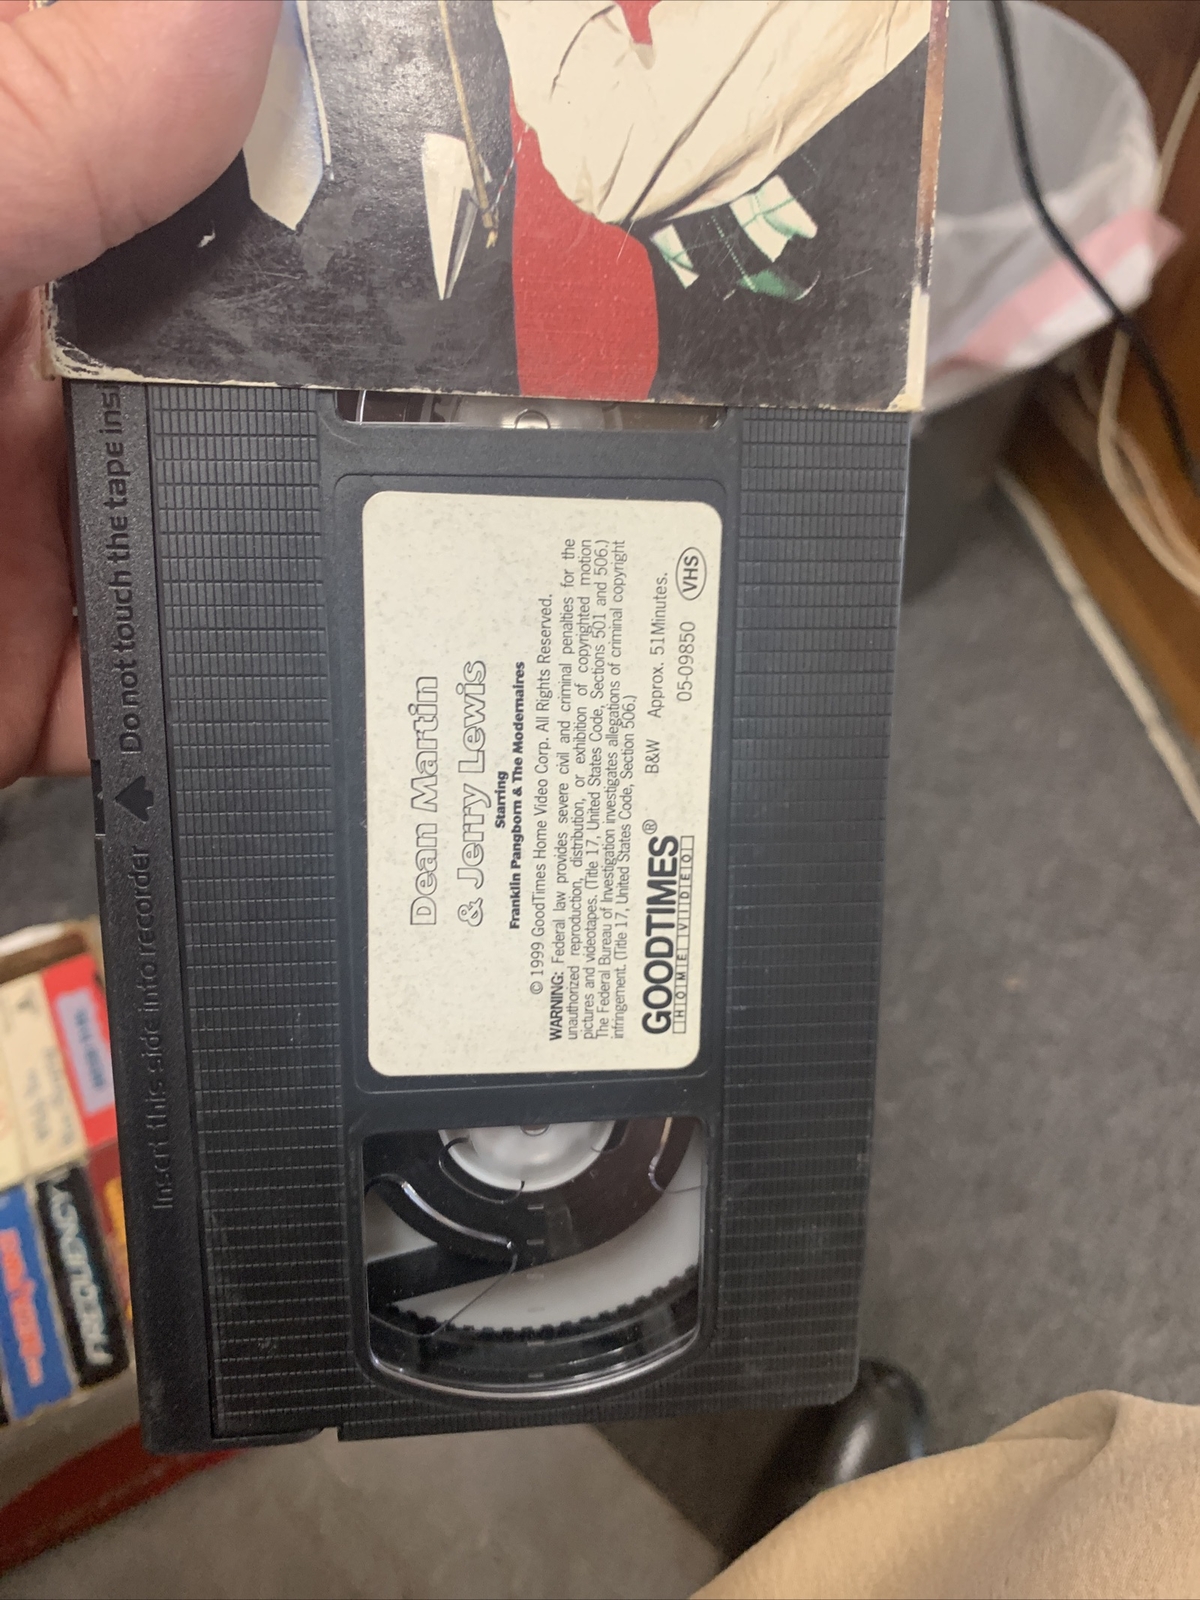 Dean Martin
& Jerry Lewis
Starring
Franklin Pangborn & The Modernaires
© 1999 GoodTimes Home Video Corp. All Rights Reserved.
WARNING: Federal law provides severe civil and criminal penalties for the
unauthorized reproduction, distribution, or exhibition of copyrighted motion
pictures and videotapes. (Title 17, United States Code, Sections 501 and 506.)
The Federal Bureau of Investigation investigates allegations of criminal copyright
infringement. (Title 17, United States Code, Section 506.)
GOODTIMES®
HOME VIDEO
B&W Approx. 51Minutes.
05-09850 VHS
Insert this side into recorder ▲ Do not touch the tape